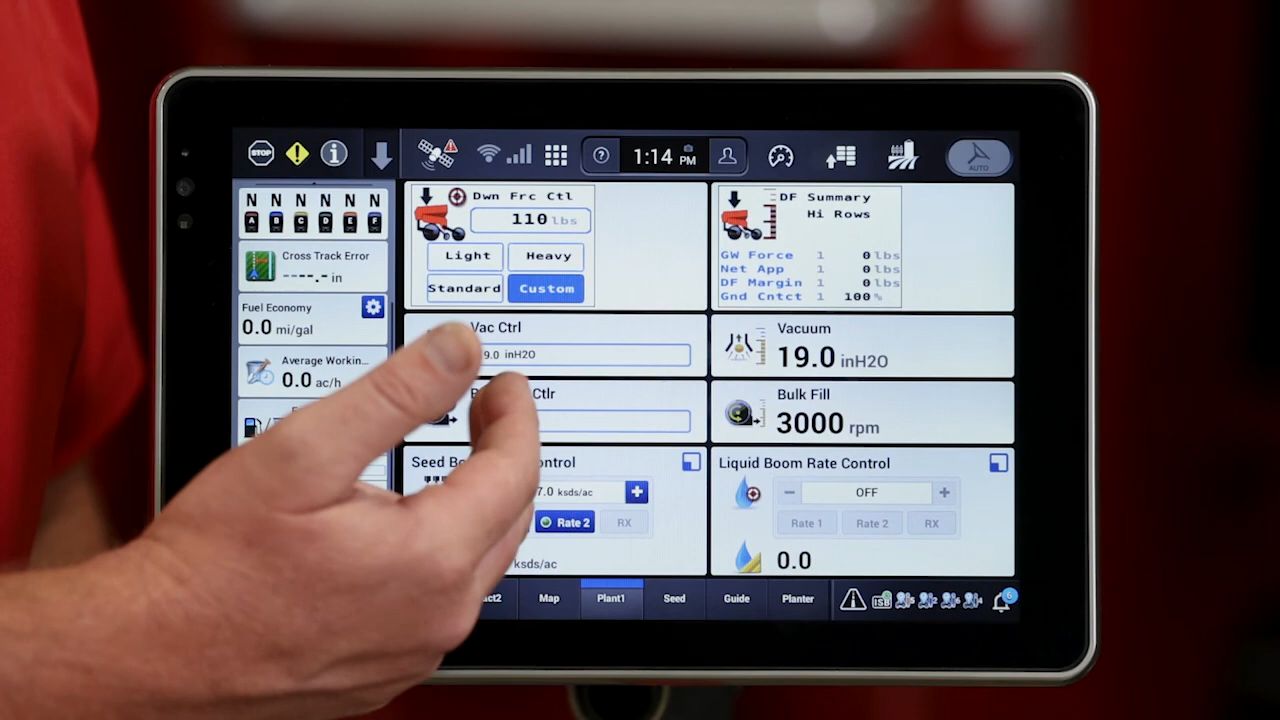 STOP
1:14 PM
AUTO
N N N N N N
A B C D E F
Cross Track Error
----.- in
Fuel Economy
0.0 mi/gal
Average Workin...
0.0 ac/h
Dwn Frc Ctl
110 lbs
Light Heavy
Standard Custom
DF Summary
Hi Rows
GW Force 1 0 lbs
Net App 1 0 lbs
DF Margin 1 0 lbs
Gnd Cntct 1 100 %
Vac Ctrl
9.0 inH2O
Vacuum
19.0 inH2O
Ctlr
Bulk Fill
3000 rpm
Seed ontrol
7.0 ksds/ac +
Rate 2 RX
ksds/ac
Liquid Boom Rate Control
− OFF +
Rate 1 Rate 2 RX
0.0
Map Plant1 Seed Guide Planter
ISB
6